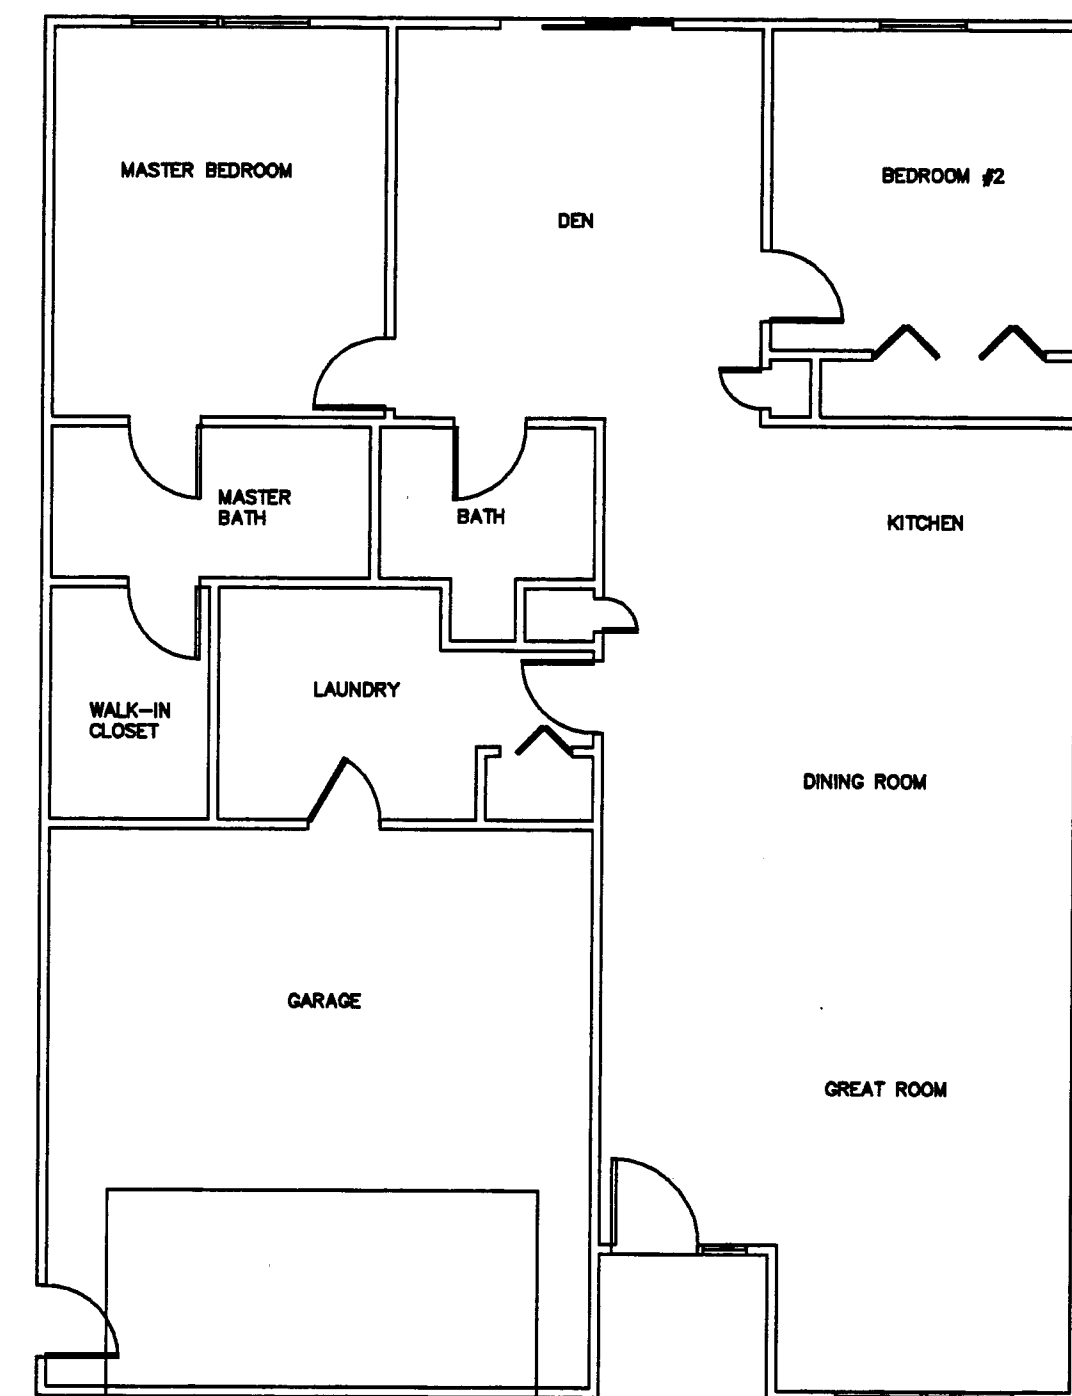 MASTER BEDROOM
BEDROOM #2
DEN
MASTER
BATH
BATH
KITCHEN
LAUNDRY
WALK-IN
CLOSET
DINING ROOM
GARAGE
GREAT ROOM